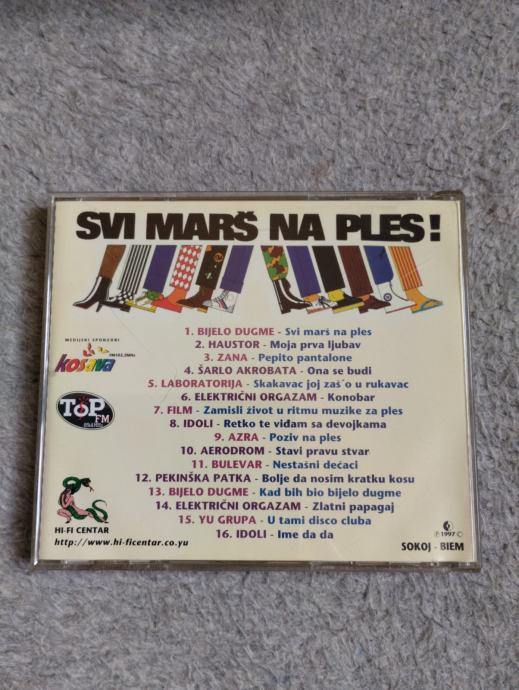 SVI MARŠ NA PLES!
MEDIJSKI SPONZORI
kosava
FM102,2MHz
TOP FM
HI-FI CENTAR
http://www.hi-ficentar.co.yu
1. BIJELO DUGME - Svi marš na ples
2. HAUSTOR - Moja prva ljubav
3. ZANA - Pepito pantalone
4. ŠARLO AKROBATA - Ona se budi
5. LABORATORIJA - Skakavac joj zaš´o u rukavac
6. ELEKTRIČNI ORGAZAM - Konobar
7. FILM - Zamisli život u ritmu muzike za ples
8. IDOLI - Retko te viđam sa devojkama
9. AZRA - Poziv na ples
10. AERODROM - Stavi pravu stvar
11. BULEVAR - Nestašni dečaci
12. PEKINŠKA PATKA - Bolje da nosim kratku kosu
13. BIJELO DUGME - Kad bih bio bijelo dugme
14. ELEKTRIČNI ORGAZAM - Zlatni papagaj
15. YU GRUPA - U tami disco cluba
16. IDOLI - Ime da da
℗ 1997 ©
SOKOJ - BIEM